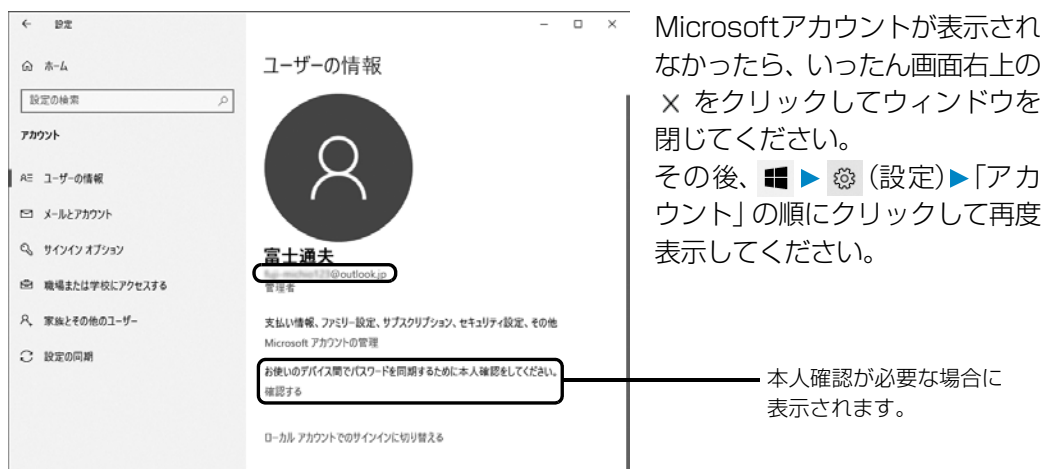 設定
ホーム
設定の検索
アカウント
ユーザーの情報
メールとアカウント
サインイン オプション
職場または学校にアクセスする
家族とその他のユーザー
設定の同期
ユーザーの情報
富士通夫
@outlook.jp
管理者
支払い情報、ファミリー設定、サブスクリプション、セキュリティ設定、その他
Microsoft アカウントの管理
お使いのデバイス間でパスワードを同期するために本人確認をしてください。
確認する
ローカル アカウントでのサインインに切り替える
Microsoftアカウントが表示され
なかったら、いったん画面右上の
× をクリックしてウィンドウを
閉じてください。
その後、 ▶ (設定)▶「アカ
ウント」の順にクリックして再度
表示してください。
本人確認が必要な場合に
表示されます。